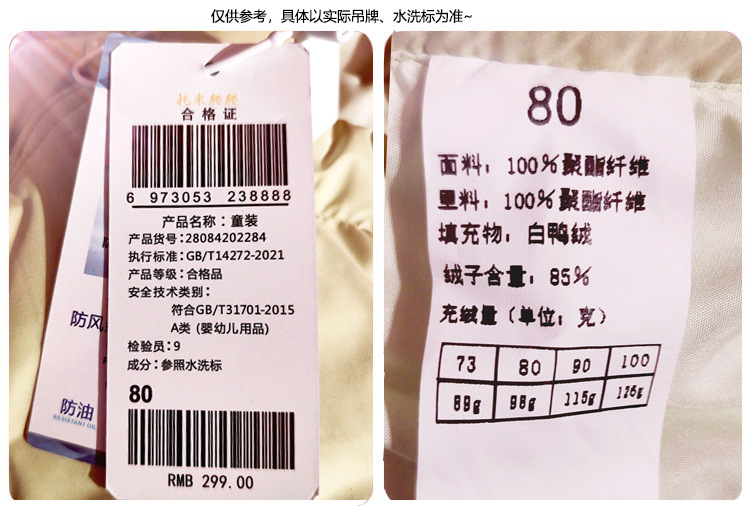 仅供参考，具体以实际吊牌、水洗标为准~
托米爬爬
合格证
6 973053 238888
产品名称：童装
产品货号：28084202284
执行标准：GB/T14272-2021
产品等级：合格品
安全技术类别：
符合GB/T31701-2015
A类 (婴幼儿用品)
检验员：9
成分：参照水洗标
80
RMB 299.00
防风
防油
RESISTANT OIL
80
面料：100%聚酯纤维
里料：100%聚酯纤维
填充物：白鸭绒
绒子含量：85%
充绒量（单位：克）
73 80 90 100
89g 98g 115g 126g